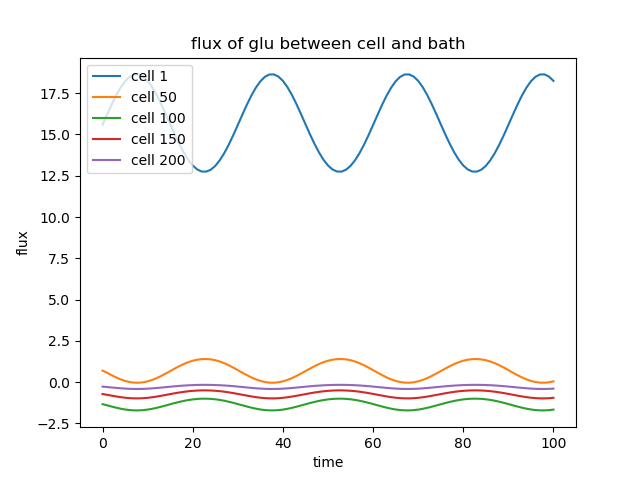 flux of glu between cell and bath
cell 1
cell 50
cell 100
cell 150
cell 200
17.5
15.0
12.5
10.0
7.5
5.0
2.5
0.0
−2.5
flux
0
20
40
60
80
100
time